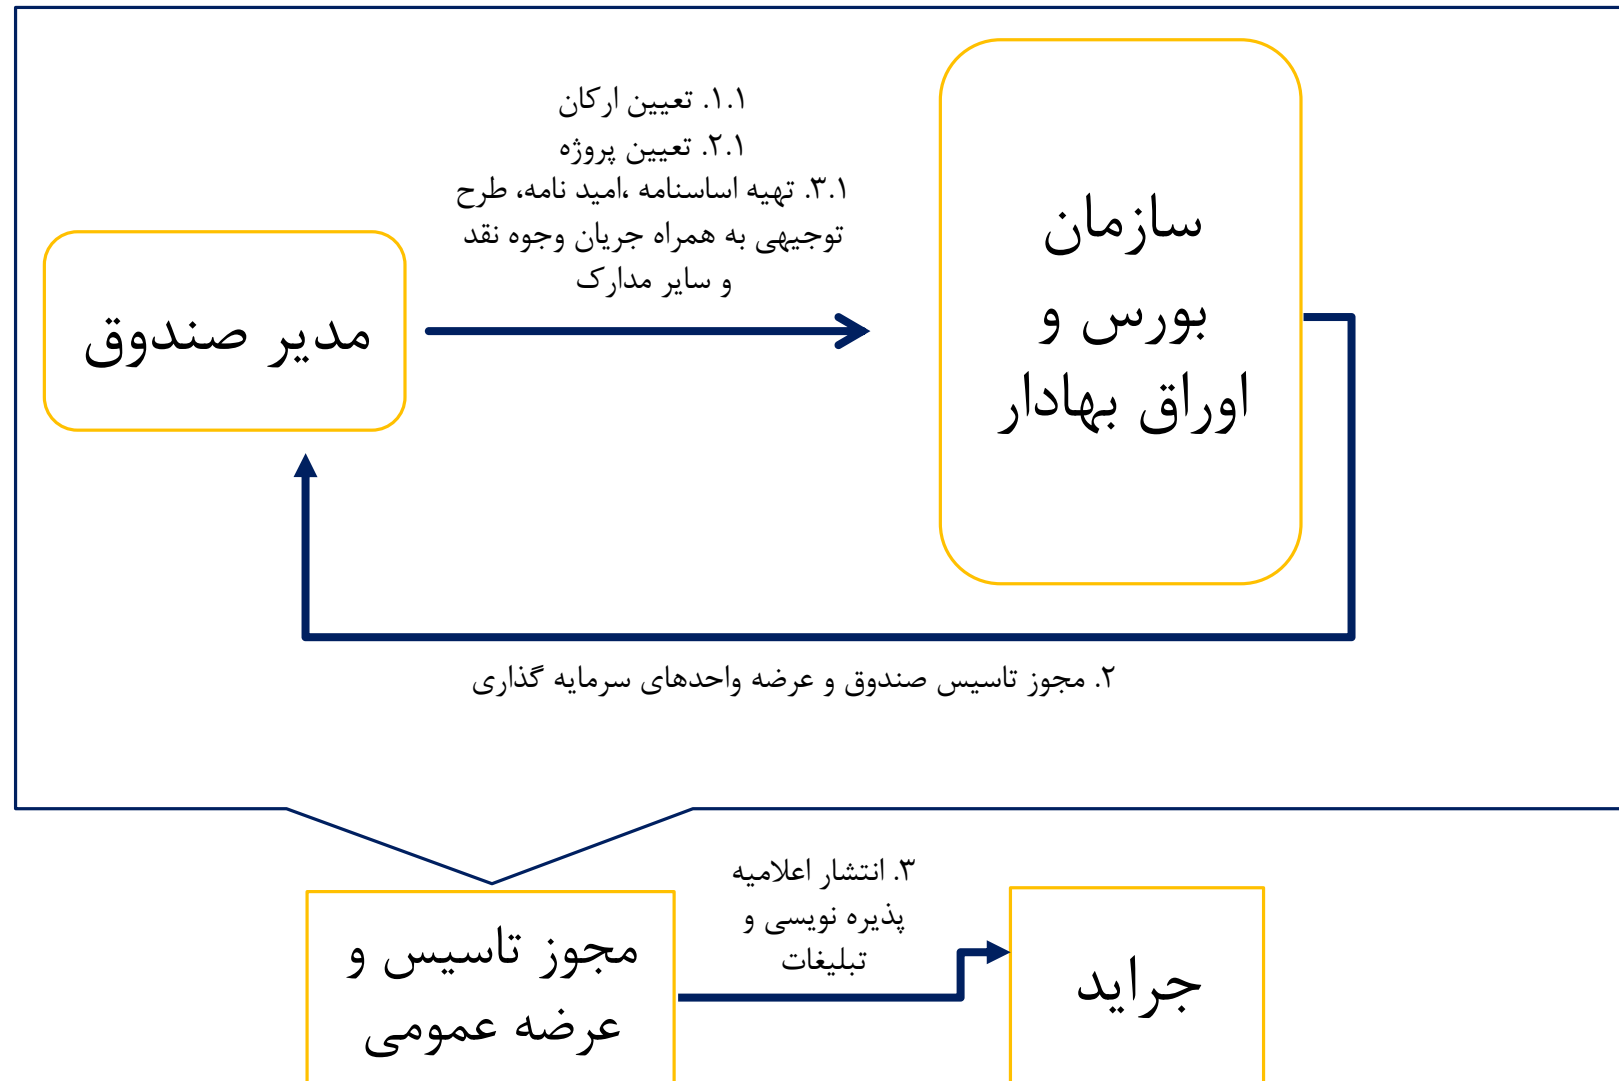 ۱.۱. تعیین ارکان
۲.۱. تعیین پروژه
۳.۱. تهیه اساسنامه ،امید نامه، طرح
توجیهی به همراه جریان وجوه نقد
و سایر مدارک
سازمان
بورس و
اوراق بهادار
مدیر صندوق
۲. مجوز تاسیس صندوق و عرضه واحدهای سرمایه گذاری
۳. انتشار اعلامیه
پذیره نویسی و
تبلیغات
مجوز تاسیس و
عرضه عمومی
جراید